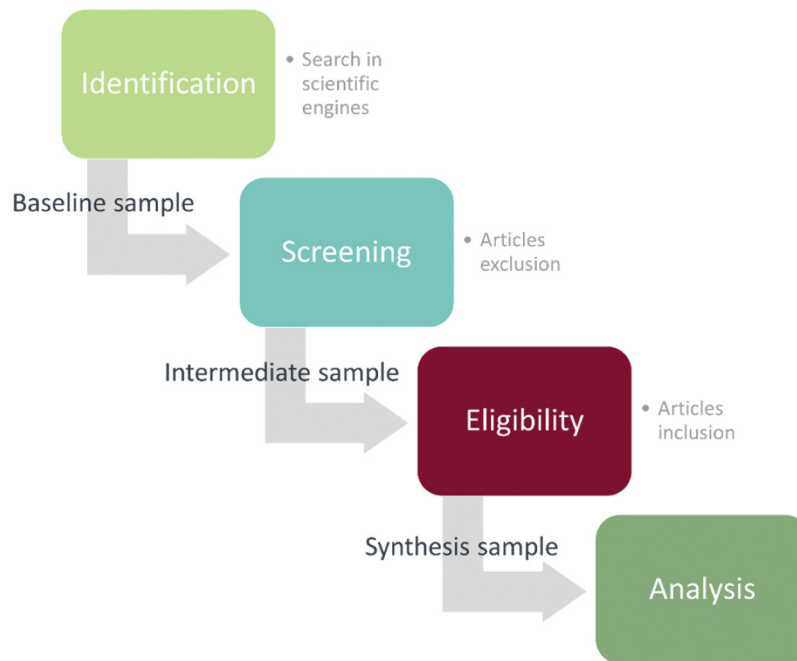 Identification
• Search in
scientific
engines
Baseline sample
Screening
• Articles
exclusion
Intermediate sample
Eligibility
• Articles
inclusion
Synthesis sample
Analysis